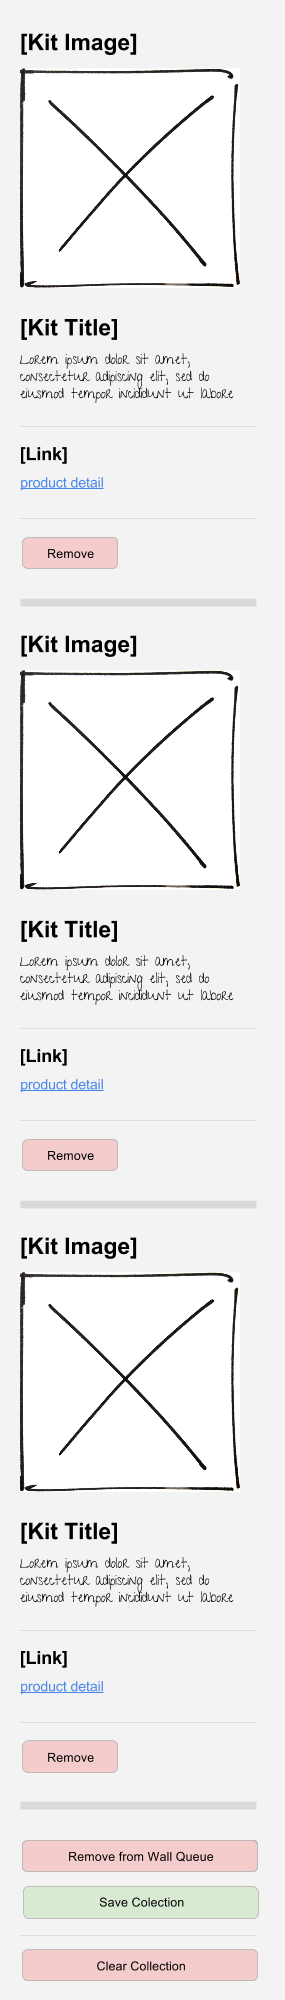 [Kit Image]
[Kit Title]
Lorem ipsum dolor sit amet,
consectetur adipiscing elit, sed do
eiusmod tempor incididunt ut labore
[Link]
product detail
Remove
[Kit Image]
[Kit Title]
Lorem ipsum dolor sit amet,
consectetur adipiscing elit, sed do
eiusmod tempor incididunt ut labore
[Link]
product detail
Remove
[Kit Image]
[Kit Title]
Lorem ipsum dolor sit amet,
consectetur adipiscing elit, sed do
eiusmod tempor incididunt ut labore
[Link]
product detail
Remove
Remove from Wall Queue
Save Colection
Clear Collection